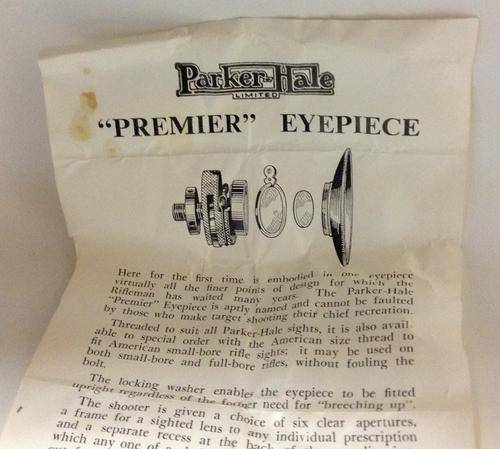 Parker-Hale
LIMITED
“PREMIER” EYEPIECE
Here for the first time is embodied in one eyepiece
virtually all the finer points of design for which the
Rifleman has waited many years. The Parker-Hale
“Premier” Eyepiece is aptly named and cannot be faulted
by those who make target shooting their chief recreation.
Threaded to suit all Parker-Hale sights, it is also avail-
able to special order with the American size thread to
fit American small-bore rifle sights; it may be used on
both small-bore and full-bore rifles, without fouling the
bolt.
The locking washer enables the eyepiece to be fitted
upright regardless of the former need for “breeching up”.
The shooter is given a choice of six clear apertures,
a frame for a sighted lens to any individual prescription
and a separate recess at the back of the
which any one of